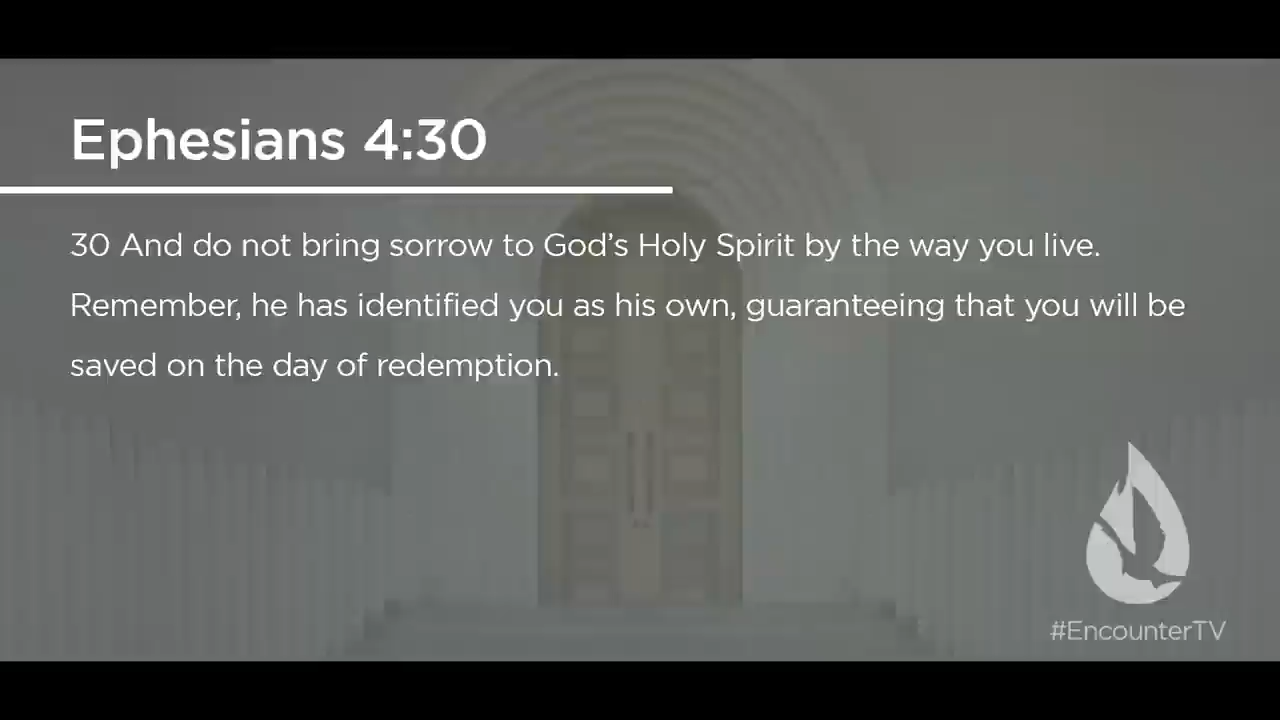 Ephesians 4:30
30 And do not bring sorrow to God’s Holy Spirit by the way you live.
Remember, he has identified you as his own, guaranteeing that you will be
saved on the day of redemption.
#EncounterTV